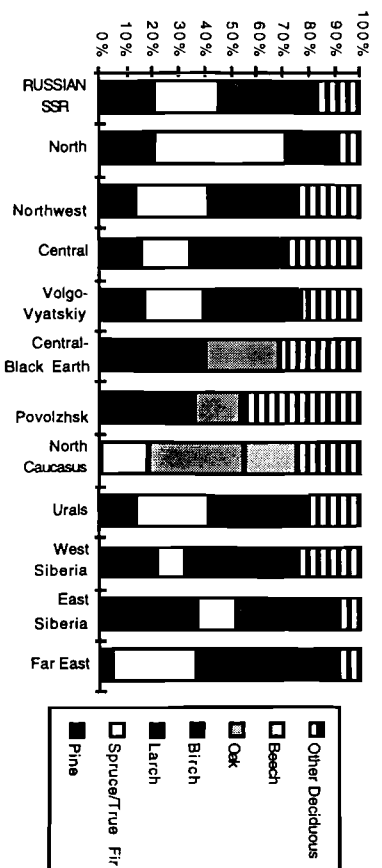 100%
90%
80%
70%
60%
50%
40%
30%
20%
10%
0%
RUSSIAN
SSR
North
Northwest
Central
Volgo-
Vyatskiy
Central-
Black Earth
Povolzhsk
North
Caucasus
Urals
West
Siberia
East
Siberia
Far East
Other Deciduous
Beech
Oak
Birch
Larch
Spruce/True Fir
Pine